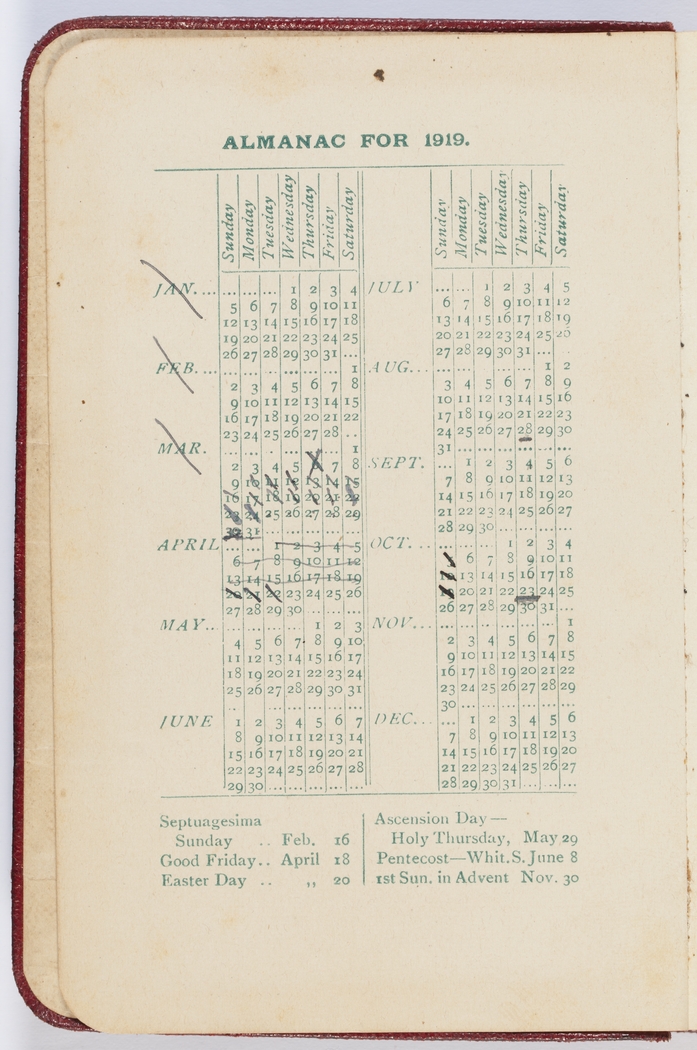 ALMANAC FOR 1919.
Sunday Monday Tuesday Wednesday Thursday Friday Saturday
JAN. ... ... ... ... 1 2 3 4
5 6 7 8 9 10 11
12 13 14 15 16 17 18
19 20 21 22 23 24 25
26 27 28 29 30 31 ...
FEB. ... ... ... ... ... ... ... 1
2 3 4 5 6 7 8
9 10 11 12 13 14 15
16 17 18 19 20 21 22
23 24 25 26 27 28 ..
MAR. ... ... ... . ... ... ... 1
2 3 4 5 6 7 8
9 10 11 12 13 14 15
16 17 18 19 20 21 22
23 24 25 26 27 28 29
30 31 ... ... ... ... ...
APRIL ... ... 1 2 3 4 5
6 7 8 9 10 11 12
13 14 15 16 17 18 19
20 21 22 23 24 25 26
27 28 29 30 ... ... ...
MAY... ... ... ... ... 1 2 3
4 5 6 7 8 9 10
11 12 13 14 15 16 17
18 19 20 21 22 23 24
25 26 27 28 29 30 31
.. ... ... ... ... ... ...
JUNE 1 2 3 4 5 6 7
8 9 10 11 12 13 14
15 16 17 18 19 20 21
22 23 24 25 26 27 28
29 30 ... ... ... ... ...
Sunday Monday Tuesday Wednesday Thursday Friday Saturday
JULY ... ... 1 2 3 4 5
6 7 8 9 10 11 12
13 14 15 16 17 18 19
20 21 22 23 24 25 26
27 28 29 30 31 ... .
AUG... ... ... ... ... ... 1 2
3 4 5 6 7 8 9
10 11 12 13 14 15 16
17 18 19 20 21 22 23
24 25 26 27 28 29 30
31 ... ... ... ... ... ...
SEPT. ... 1 2 3 4 5 6
7 8 9 10 11 12 13
14 15 16 17 18 19 20
21 22 23 24 25 26 27
28 29 30 ... ... ... ...
OCT... ... ... ... 1 2 3 4
6 7 8 9 10 11
13 14 15 16 17 18
20 21 22 23 24 25
26 27 28 29 30 31 ...
NOV... ... ... ... ... ... ... 1
2 3 4 5 6 7 8
9 10 11 12 13 14 15
16 17 18 19 20 21 22
23 24 25 26 27 28 29
30 ... ... ... ... ... ...
DEC... ... 1 2 3 4 5 6
7 8 9 10 11 12 13
14 15 16 17 18 19 20
21 22 23 24 25 26 27
28 29 30 31 ... ... ...
Septuagesima
Sunday .. Feb. 16
Good Friday.. April 18
Easter Day .. ,, 20
Ascension Day—
Holy Thursday, May 29
Pentecost—Whit.S. June 8
1st Sun. in Advent Nov. 30